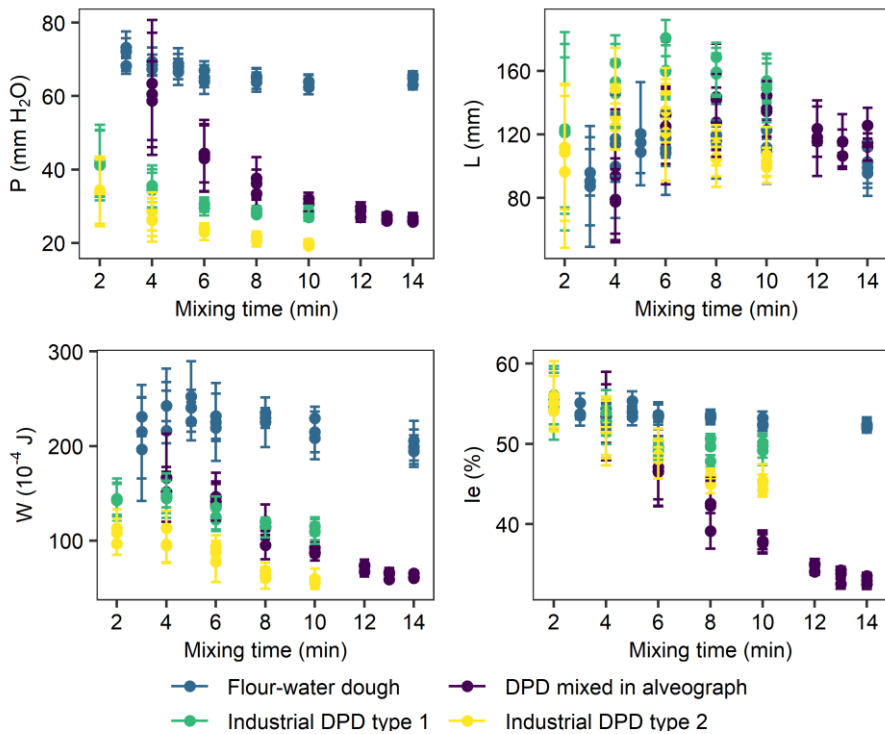 80
60
40
20
P (mm H₂O)
2 4 6 8 10 12 14
Mixing time (min)
160
120
80
L (mm)
2 4 6 8 10 12 14
Mixing time (min)
300
200
100
W (10⁻⁴ J)
2 4 6 8 10 12 14
Mixing time (min)
60
50
40
Ie (%)
2 4 6 8 10 12 14
Mixing time (min)
Flour-water dough
DPD mixed in alveograph
Industrial DPD type 1
Industrial DPD type 2